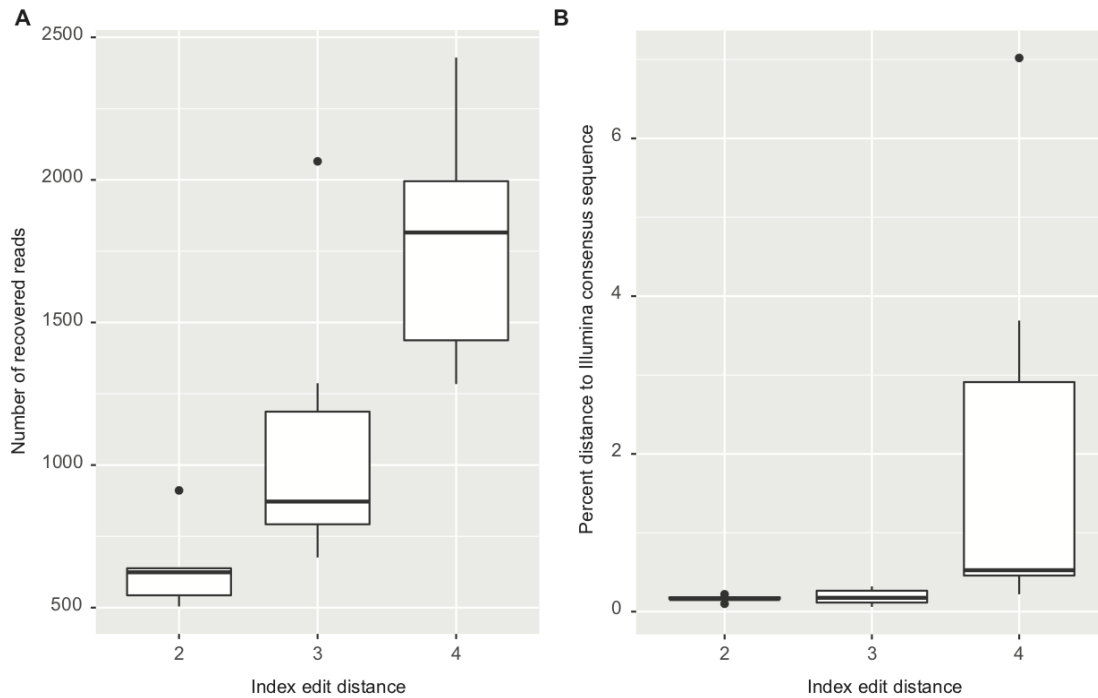 A
Number of recovered reads
2500
2000
1500
1000
500
2 3 4
Index edit distance
B
Percent distance to Illumina consensus sequence
6
4
2
0
2 3 4
Index edit distance